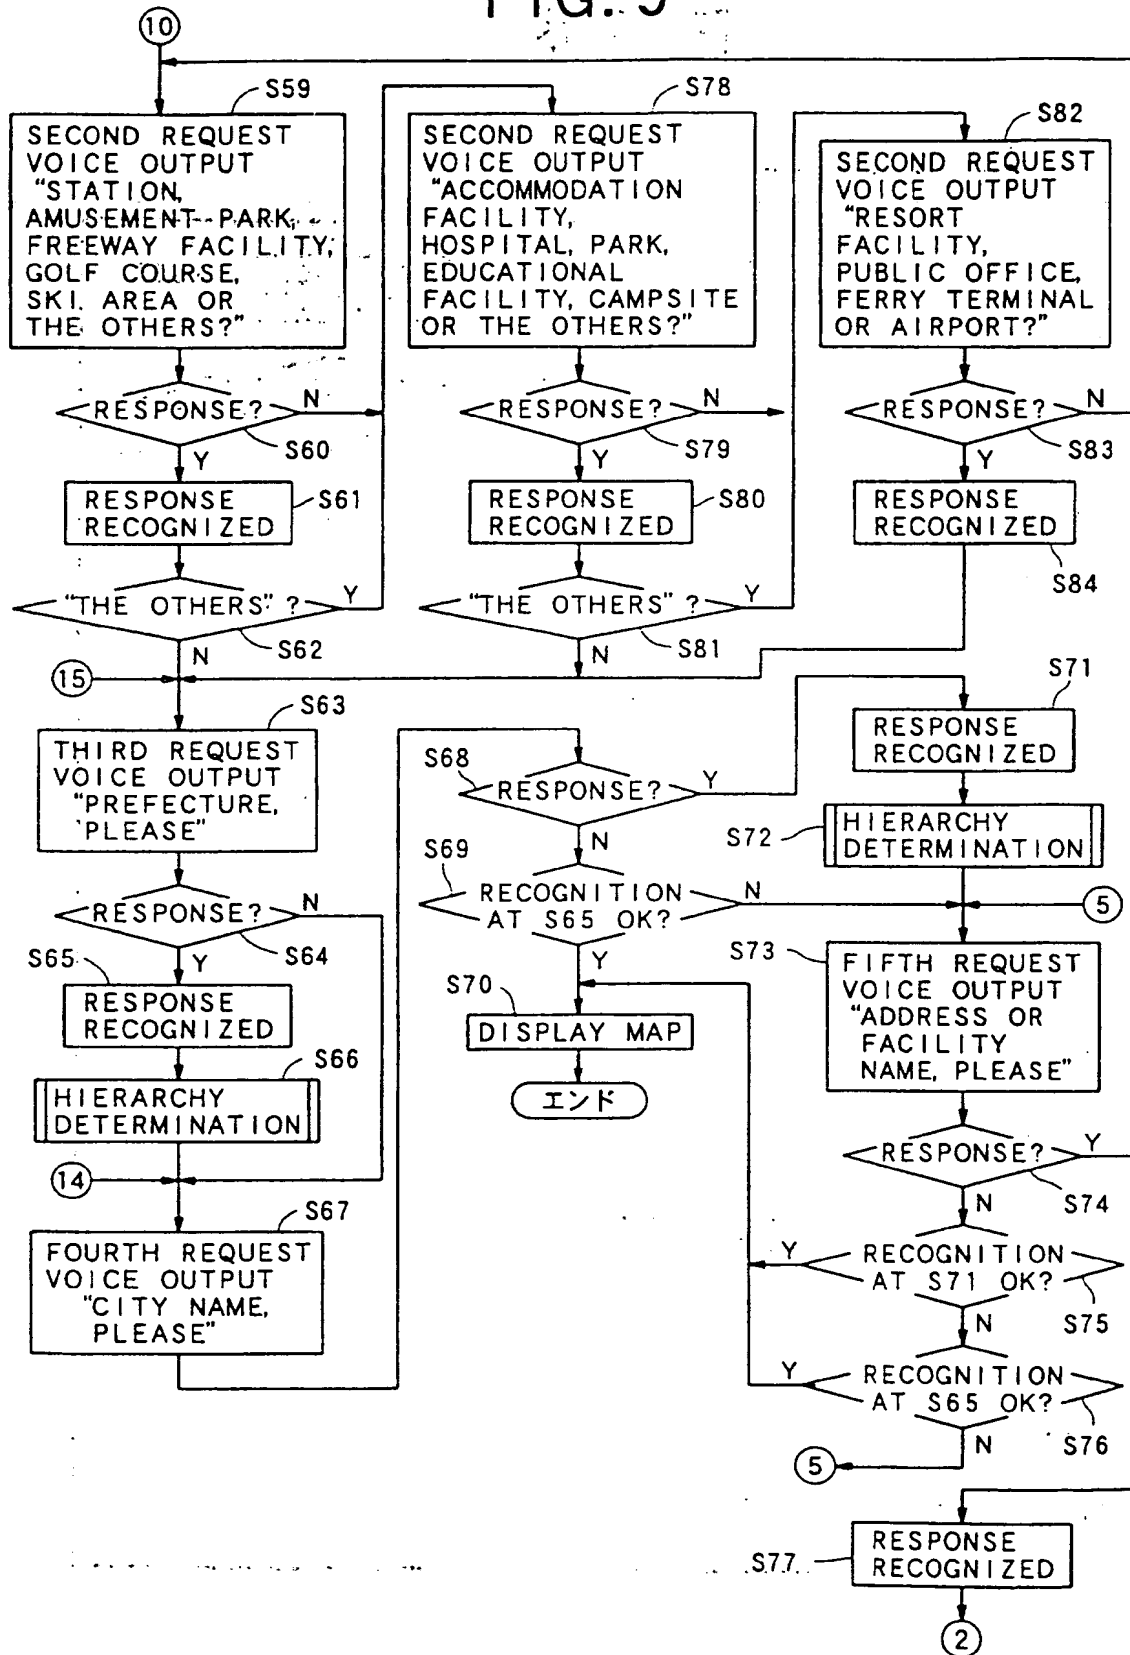 FIG. 9
10
S59
SECOND REQUEST
VOICE OUTPUT
"STATION,
AMUSEMENT PARK,
FREEWAY FACILITY,
GOLF COURSE,
SKI AREA OR
THE OTHERS?"
RESPONSE?
N
S60
Y
RESPONSE
RECOGNIZED
S61
"THE OTHERS" ?
Y
S62
N
15
S63
THIRD REQUEST
VOICE OUTPUT
"PREFECTURE,
PLEASE"
RESPONSE?
N
S64
Y
S65
RESPONSE
RECOGNIZED
S66
HIERARCHY
DETERMINATION
14
S67
FOURTH REQUEST
VOICE OUTPUT
"CITY NAME,
PLEASE"
S78
SECOND REQUEST
VOICE OUTPUT
"ACCOMMODATION
FACILITY,
HOSPITAL, PARK,
EDUCATIONAL
FACILITY, CAMPSITE
OR THE OTHERS?"
RESPONSE?
N
S79
Y
RESPONSE
RECOGNIZED
S80
"THE OTHERS" ?
Y
S81
N
S68
RESPONSE?
Y
N
S69
RECOGNITION
AT S65 OK?
N
Y
S70
DISPLAY MAP
エンド
S82
SECOND REQUEST
VOICE OUTPUT
"RESORT
FACILITY,
PUBLIC OFFICE,
FERRY TERMINAL
OR AIRPORT?"
RESPONSE?
N
S83
Y
RESPONSE
RECOGNIZED
S84
S71
RESPONSE
RECOGNIZED
S72
HIERARCHY
DETERMINATION
5
S73
FIFTH REQUEST
VOICE OUTPUT
"ADDRESS OR
FACILITY
NAME, PLEASE"
RESPONSE?
Y
S74
N
RECOGNITION
AT S71 OK?
Y
S75
N
RECOGNITION
AT S65 OK?
Y
S76
N
5
S77
RESPONSE
RECOGNIZED
2